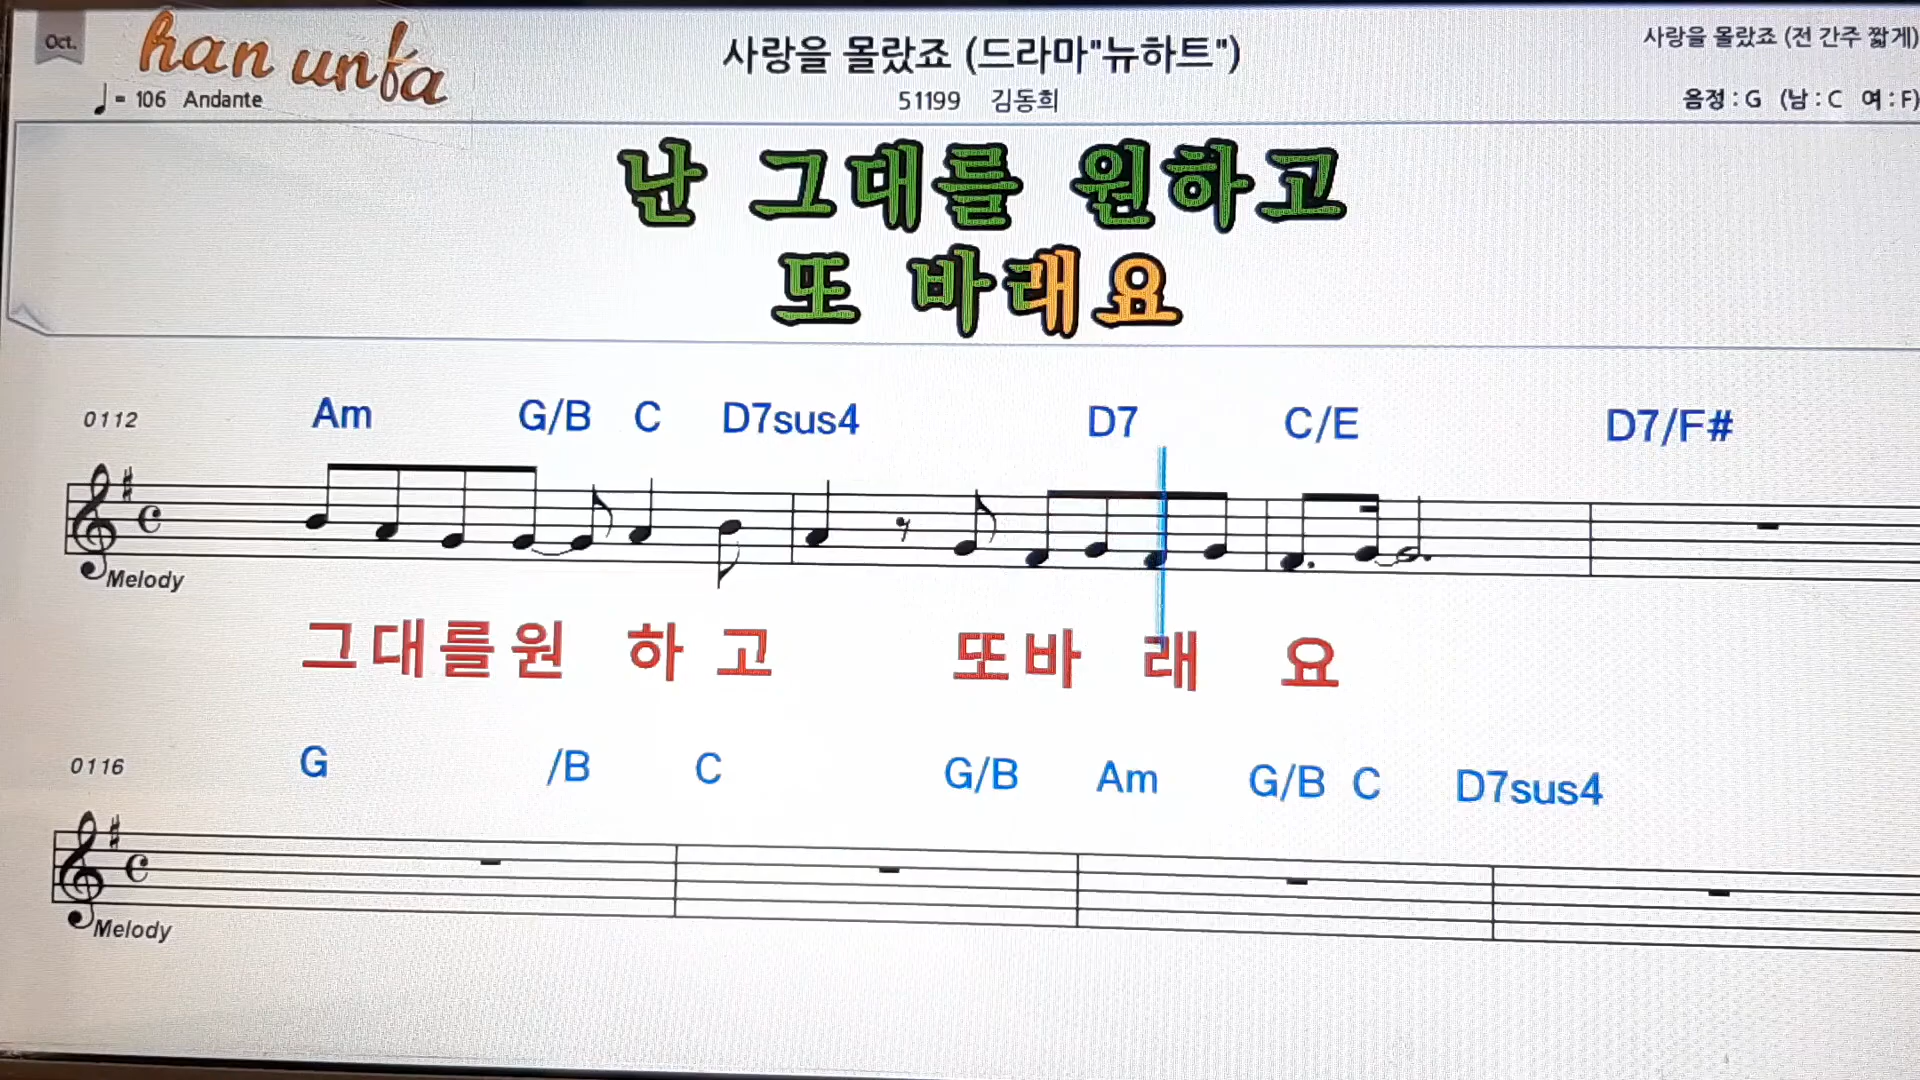 Oct.
han unfa
사랑을 몰랐죠 (드라마"뉴하트")
사랑을 몰랐죠 (전 간주 짧게)
♩= 106 Andante
51199 김동희
음정 : G (남 : C 여 : F)
난 그대를 원하고
또 바래요
0112
Am G/B C D7sus4 D7 C/E D7/F#
Melody
그대를원 하 고 또바 래 요
0116
G /B C G/B Am G/B C D7sus4
Melody